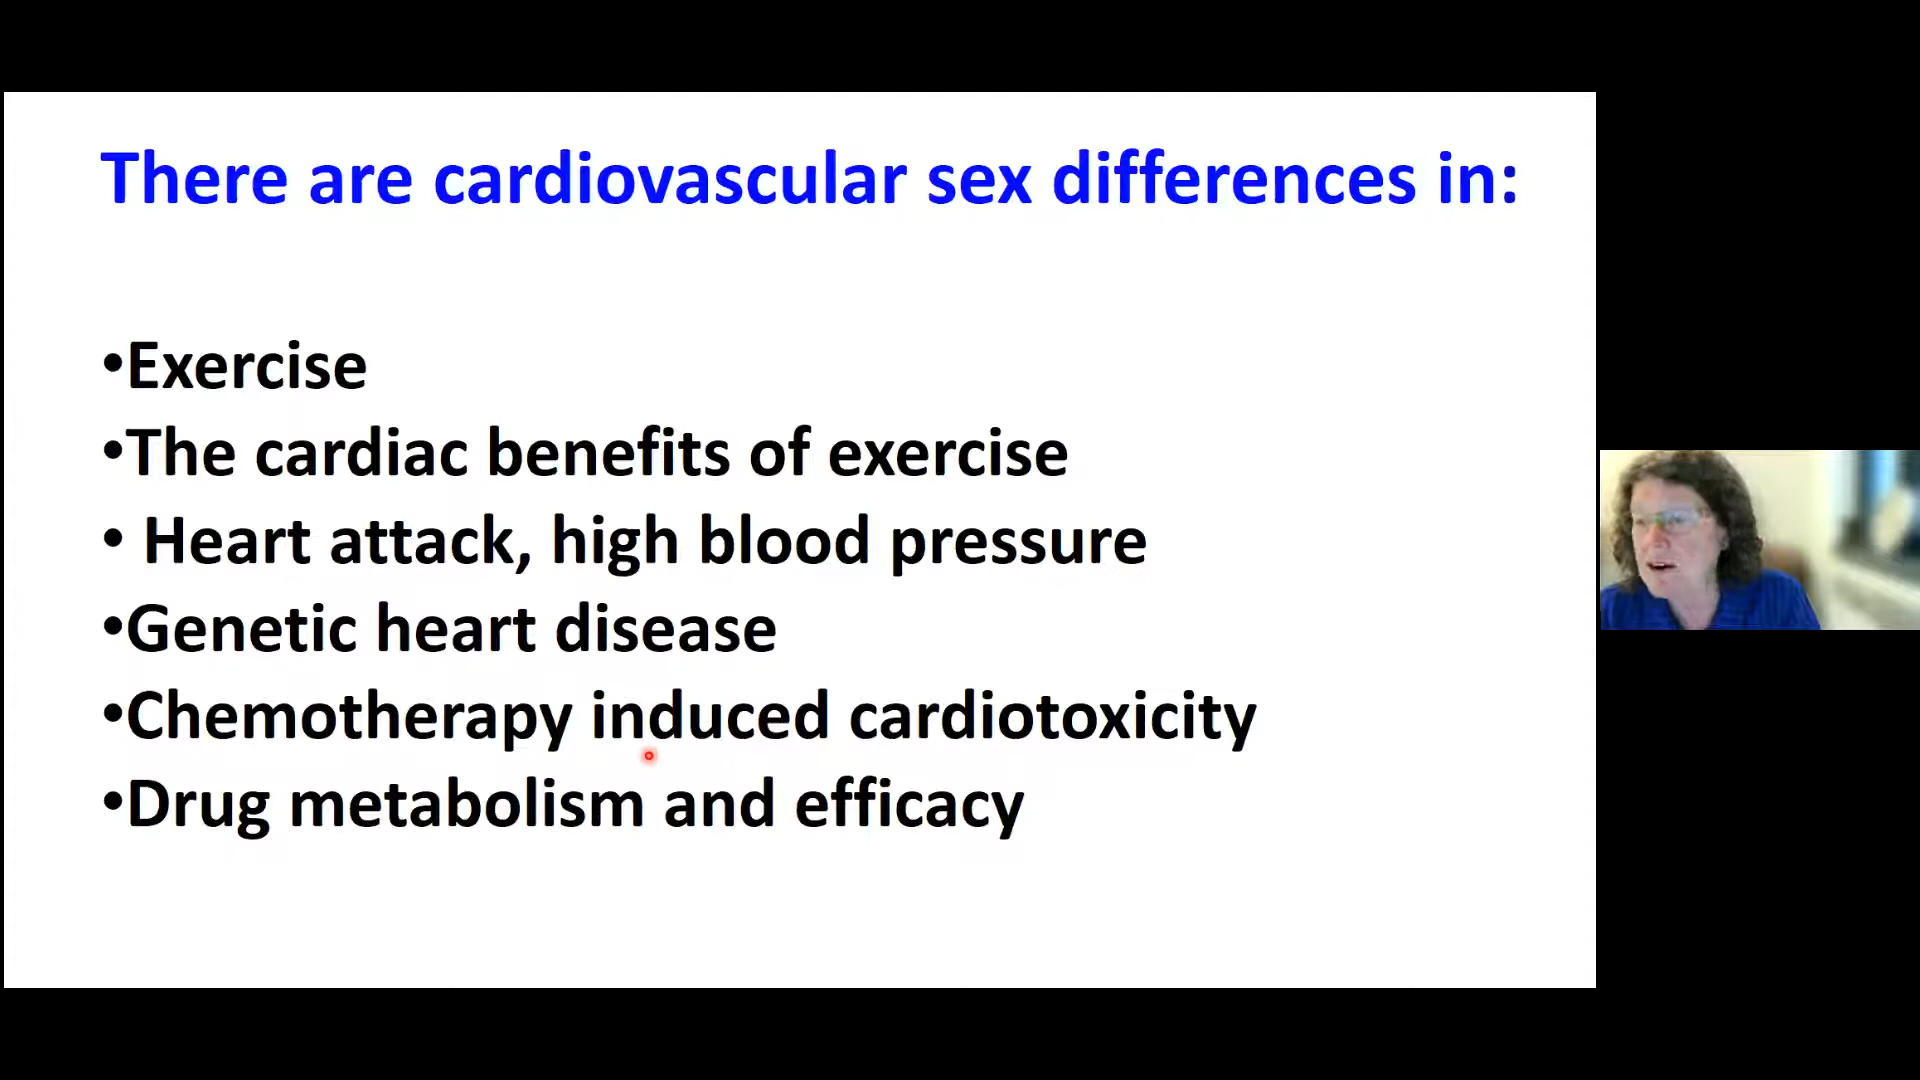 There are cardiovascular sex differences in:
•Exercise
•The cardiac benefits of exercise
• Heart attack, high blood pressure
•Genetic heart disease
•Chemotherapy induced cardiotoxicity
•Drug metabolism and efficacy